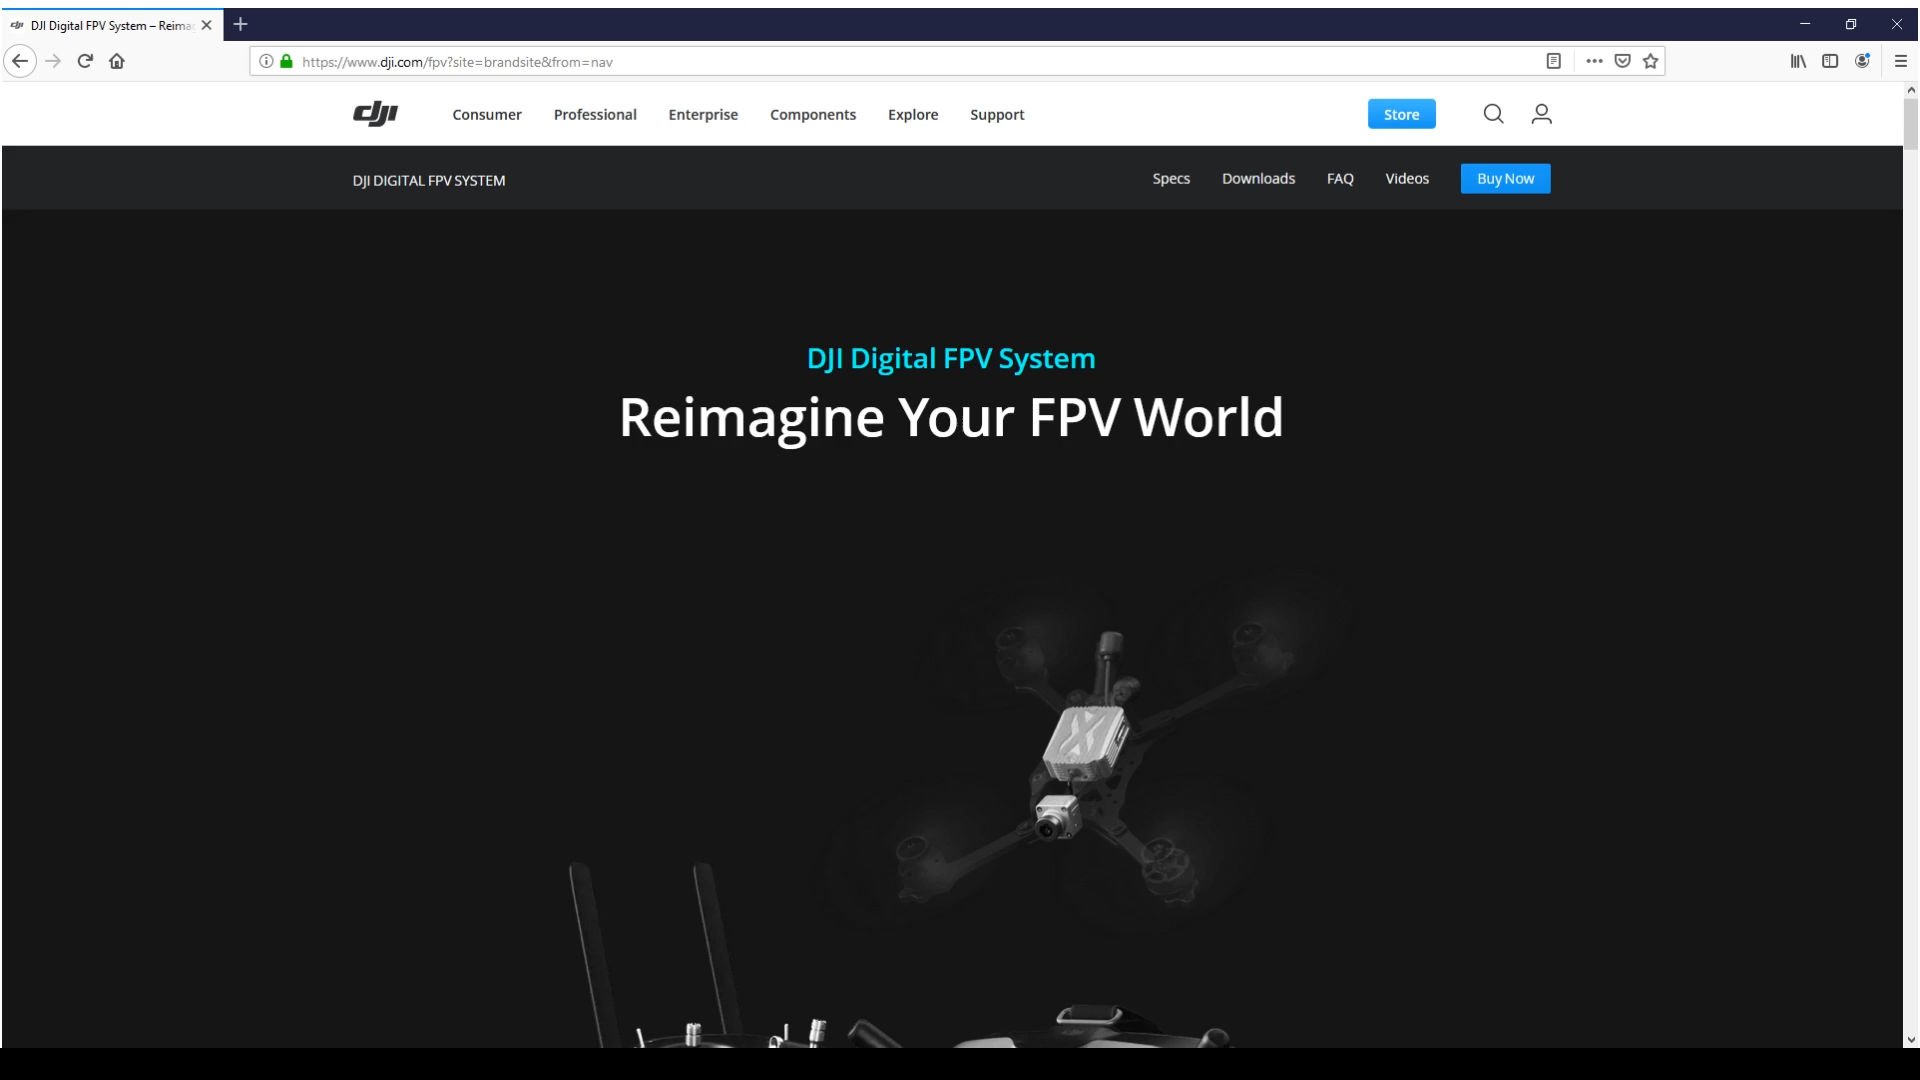 DJI Digital FPV System – Reima
https://www.dji.com/fpv?site=brandsite&from=nav
dji
Consumer
Professional
Enterprise
Components
Explore
Support
Store
DJI DIGITAL FPV SYSTEM
Specs
Downloads
FAQ
Videos
Buy Now
DJI Digital FPV System
Reimagine Your FPV World